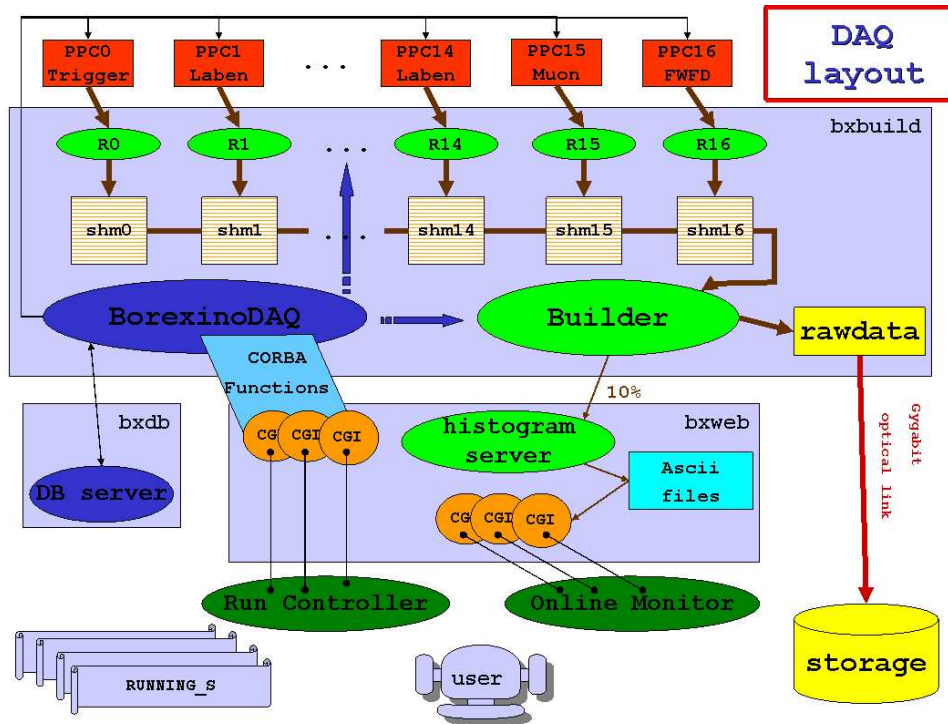 DAQ
layout
PPC0
Trigger
PPC1
Laben
. . .
PPC14
Laben
PPC15
Muon
PPC16
FWFD
bxbuild
R0
R1
. . .
R14
R15
R16
shm0
shm1
. . .
shm14
shm15
shm16
BorexinoDAQ
Builder
rawdata
CORBA
Functions
10%
Gygabit
optical link
bxdb
bxweb
CG
CGI
CGI
histogram
server
Ascii
files
DB server
CG
CGI
CGI
Run Controller
Online Monitor
RUNNING_S
user
storage